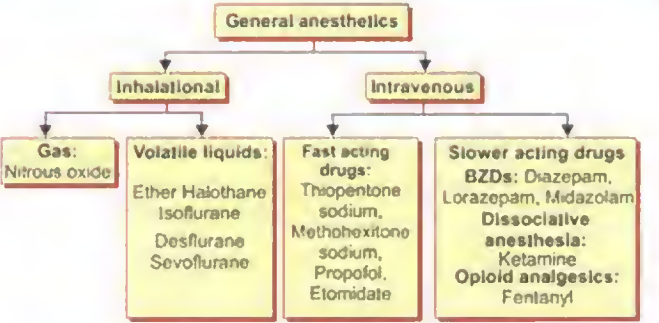 General anesthetics
Inhalational
Intravenous
Gas:
Nitrous oxide
Volatile liquids:
Ether Halothane
Isoflurane
Desflurane
Sevoflurane
Fast acting
drugs:
Thiopentone
sodium,
Methohexitone
sodium,
Propofol,
Etomidate
Slower acting drugs
BZDs: Diazepam,
Lorazepam, Midazolam
Dissociative
anesthesia:
Ketamine
Opioid analgesics:
Fentanyl